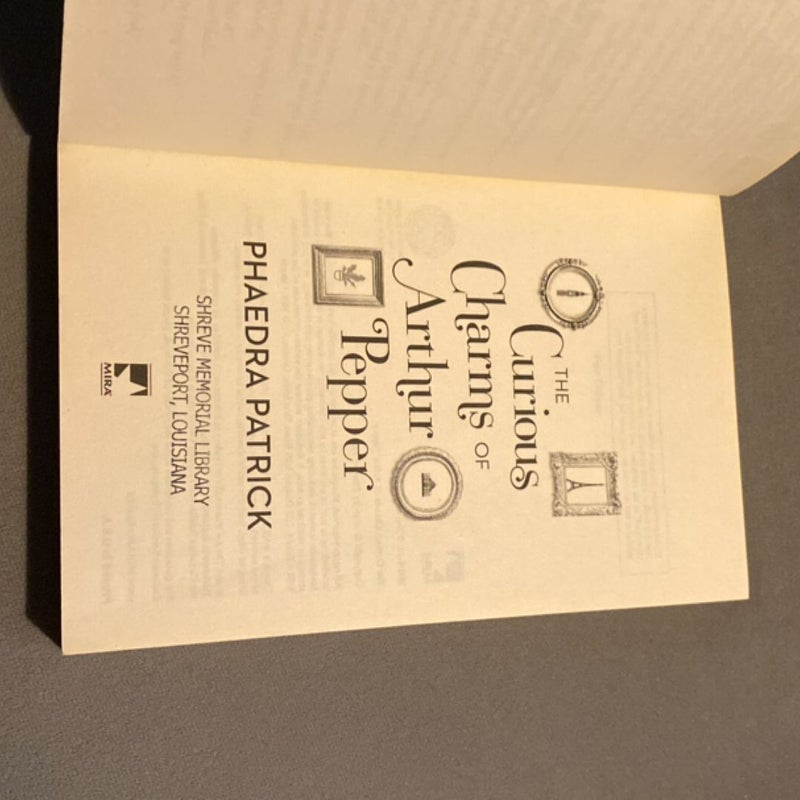 THE
Curious
Charms OF
Arthur
Pepper
PHAEDRA PATRICK
SHREVE MEMORIAL LIBRARY
SHREVEPORT, LOUISIANA
MIRA